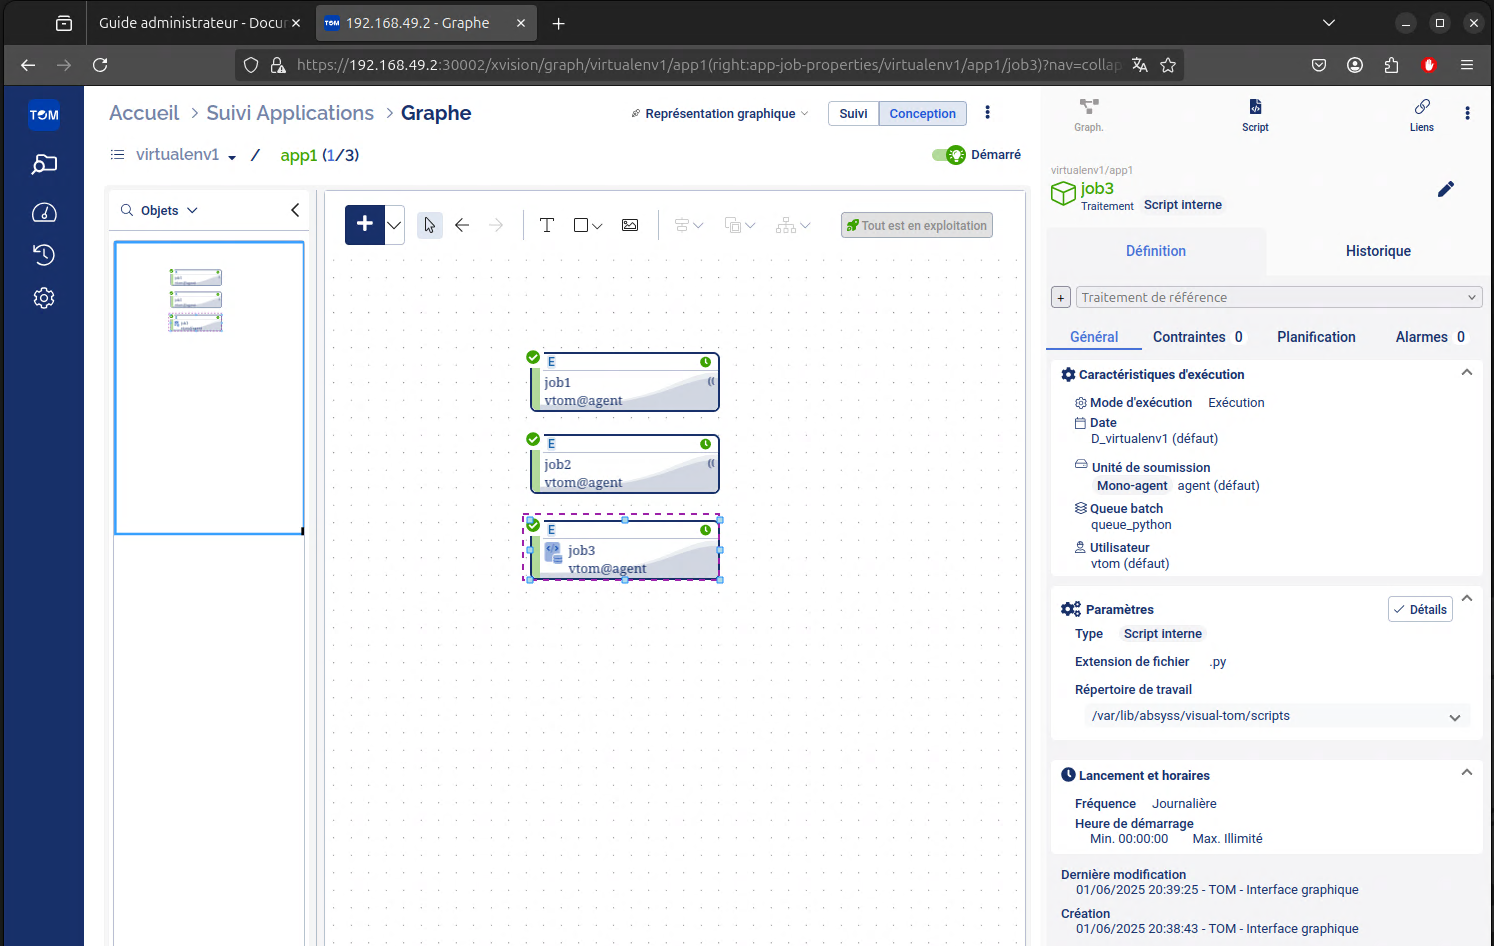 Guide administrateur - Docu
192.168.49.2 - Graphe
https://192.168.49.2:30002/xvision/graph/virtualenv1/app1(right:app-job-properties/virtualenv1/app1/job3)?nav=collap
TOM
Accueil > Suivi Applications > Graphe
Représentation graphique
Suivi
Conception
virtualenv1 / app1 (1/3)
Démarré
Objets
Tout est en exploitation
E
job1
vtom@agent
E
job2
vtom@agent
E
job3
vtom@agent
Graph.
Script
Liens
virtualenv1/app1
job3
Traitement Script interne
Définition
Historique
+ Traitement de référence
Général
Contraintes 0
Planification
Alarmes 0
Caractéristiques d'exécution
Mode d'exécution Exécution
Date
D_virtualenv1 (défaut)
Unité de soumission
Mono-agent agent (défaut)
Queue batch
queue_python
Utilisateur
vtom (défaut)
Paramètres
Détails
Type Script interne
Extension de fichier .py
Répertoire de travail
/var/lib/absyss/visual-tom/scripts
Lancement et horaires
Fréquence Journalière
Heure de démarrage
Min. 00:00:00 Max. Illimité
Dernière modification
01/06/2025 20:39:25 - TOM - Interface graphique
Création
01/06/2025 20:38:43 - TOM - Interface graphique